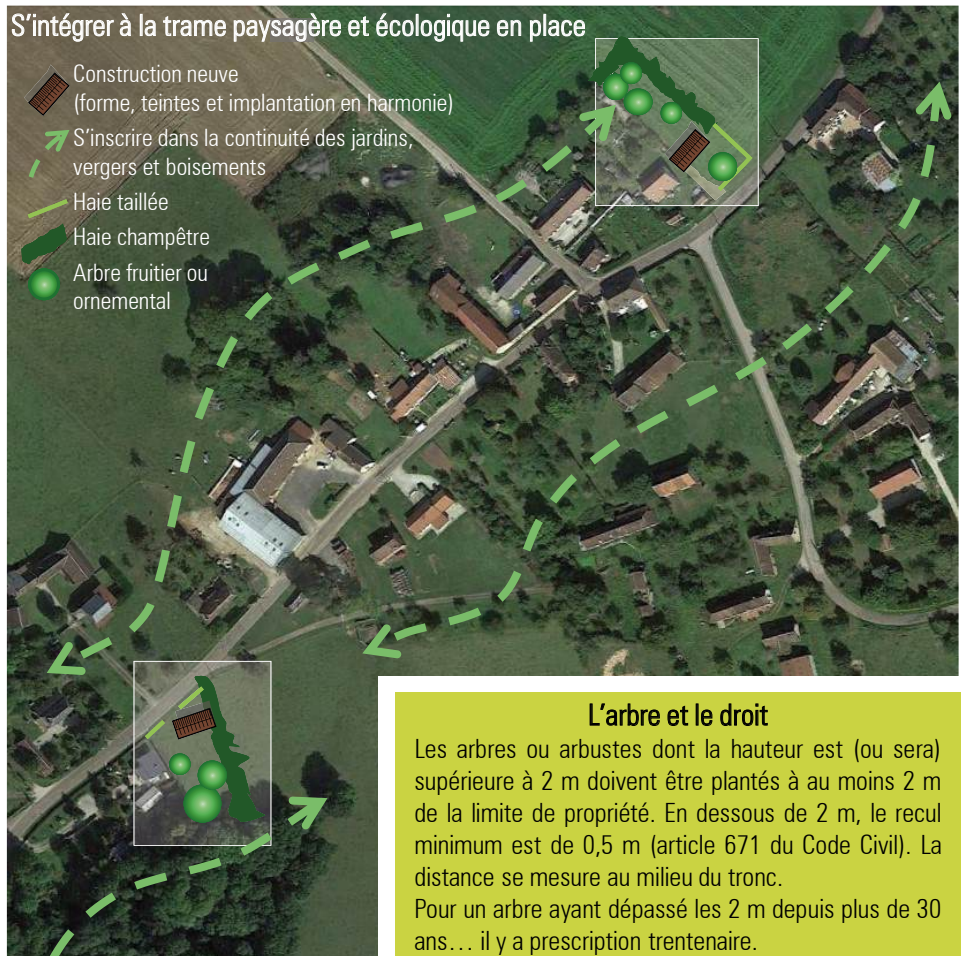 S'intégrer à la trame paysagère et écologique en place
Construction neuve
(forme, teintes et implantation en harmonie)
S'inscrire dans la continuité des jardins,
vergers et boisements
Haie taillée
Haie champêtre
Arbre fruitier ou
ornemental
L'arbre et le droit
Les arbres ou arbustes dont la hauteur est (ou sera)
supérieure à 2 m doivent être plantés à au moins 2 m
de la limite de propriété. En dessous de 2 m, le recul
minimum est de 0,5 m (article 671 du Code Civil). La
distance se mesure au milieu du tronc.
Pour un arbre ayant dépassé les 2 m depuis plus de 30
ans… il y a prescription trentenaire.